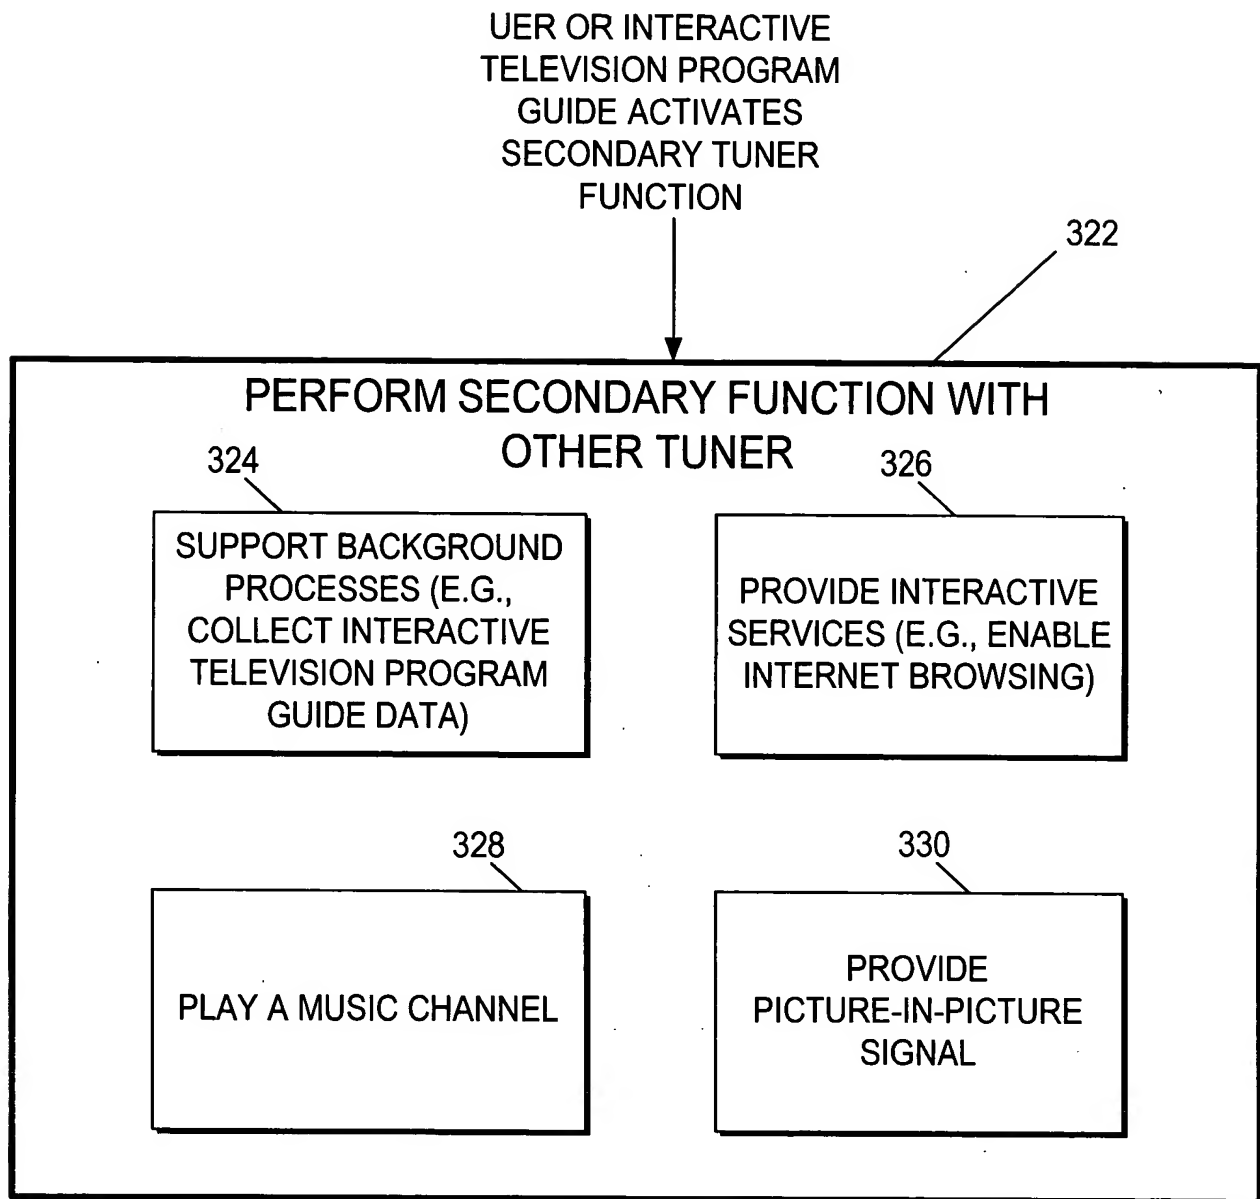 UER OR INTERACTIVE
TELEVISION PROGRAM
GUIDE ACTIVATES
SECONDARY TUNER
FUNCTION
322
PERFORM SECONDARY FUNCTION WITH
OTHER TUNER
324
SUPPORT BACKGROUND
PROCESSES (E.G.,
COLLECT INTERACTIVE
TELEVISION PROGRAM
GUIDE DATA)
326
PROVIDE INTERACTIVE
SERVICES (E.G., ENABLE
INTERNET BROWSING)
328
PLAY A MUSIC CHANNEL
330
PROVIDE
PICTURE-IN-PICTURE
SIGNAL